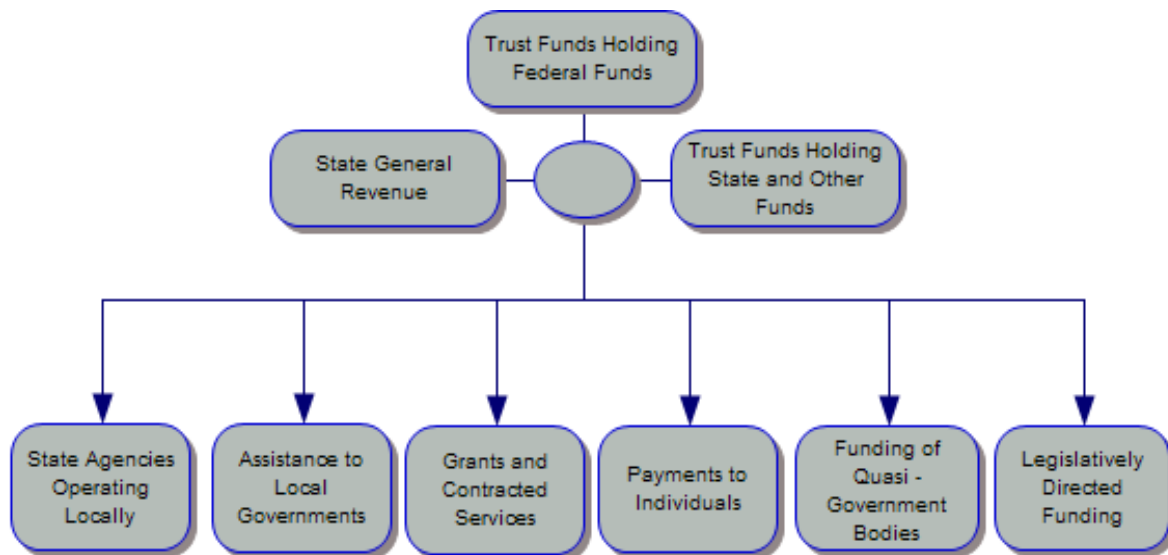 Trust Funds Holding
Federal Funds
State General
Revenue
Trust Funds Holding
State and Other
Funds
State Agencies
Operating
Locally
Assistance to
Local
Governments
Grants and
Contracted
Services
Payments to
Individuals
Funding of
Quasi -
Government
Bodies
Legislatively
Directed
Funding